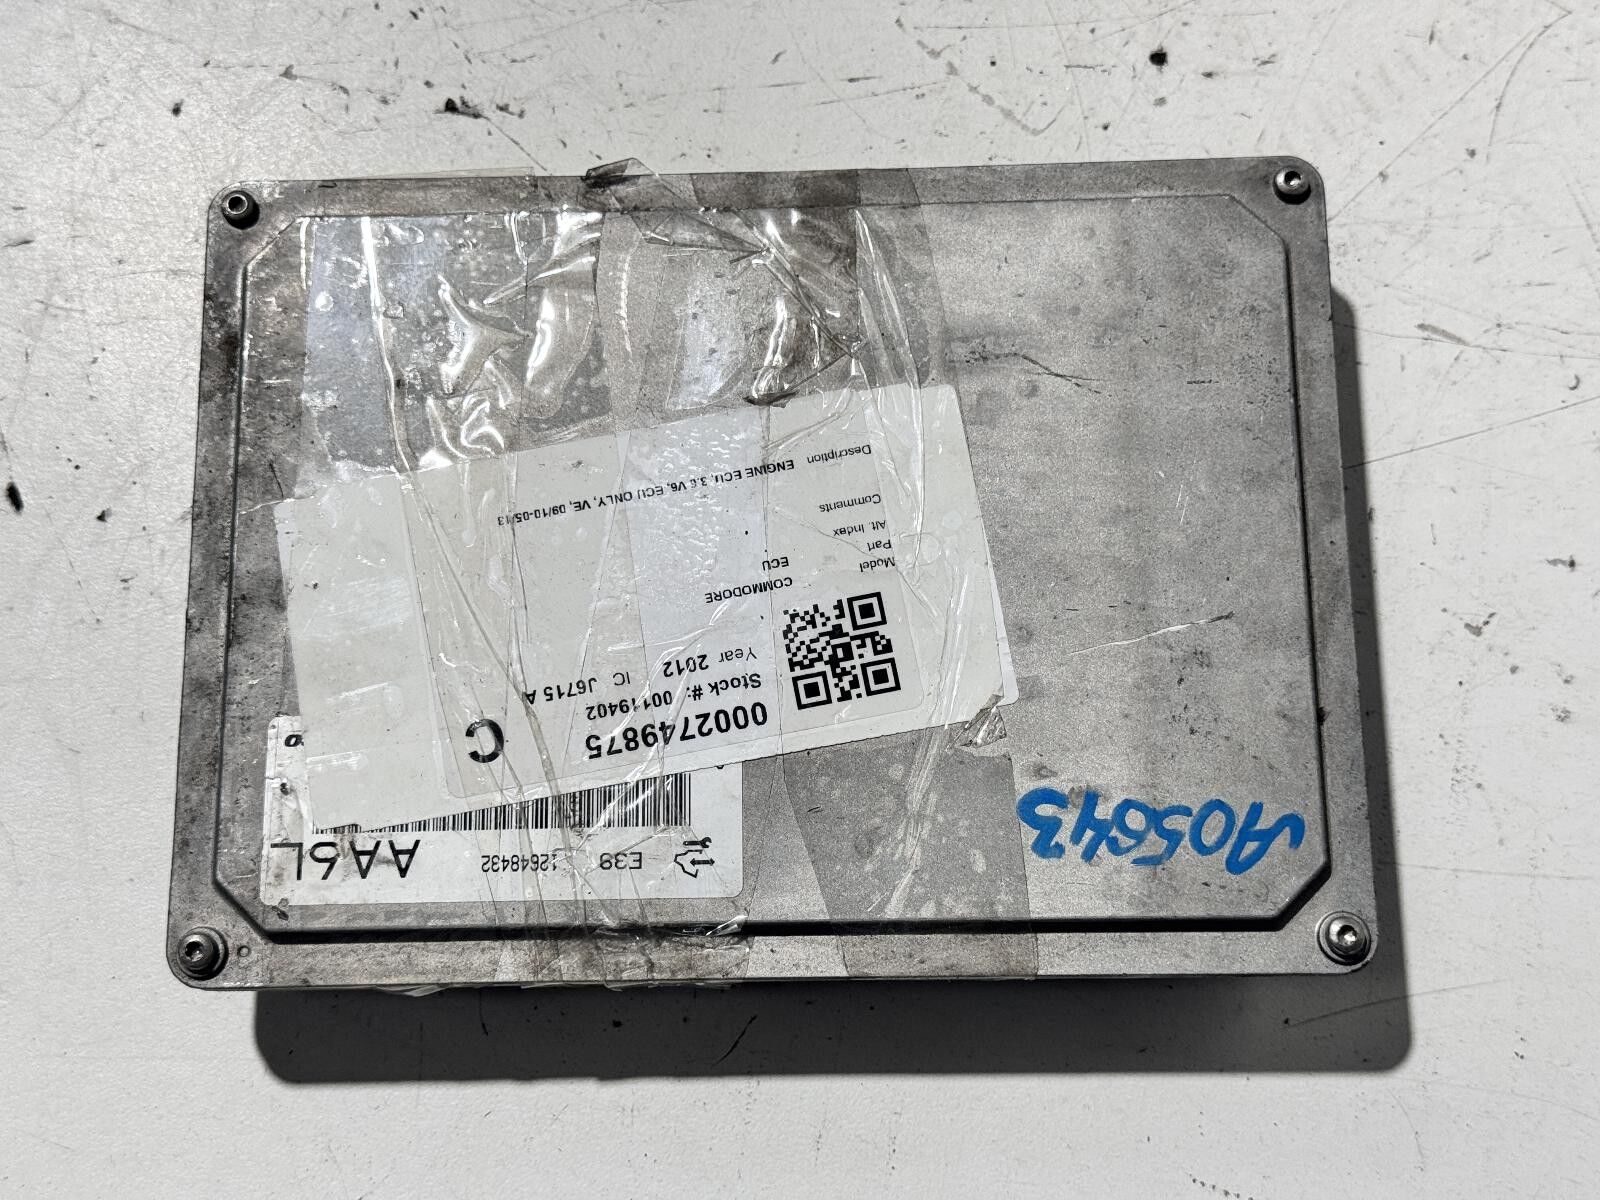 A05643
E39 12648432 AA6L
0002749875 C
Stock #: 00119402
Year 2012 IC J6715 A
Model COMMODORE
Part ECU
Alt. Index
Comments
Description ENGINE ECU, 3.6 V6, ECU ONLY, VE, 09/10-05/13